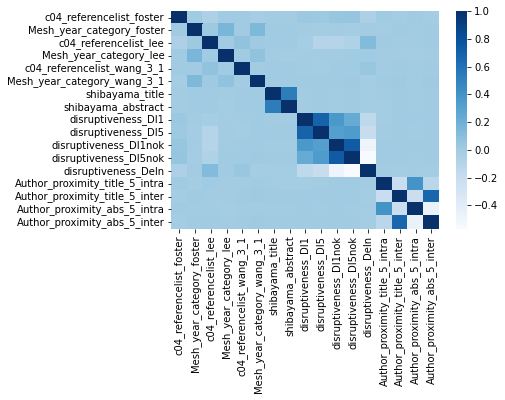 c04_referencelist_foster
Mesh_year_category_foster
c04_referencelist_lee
Mesh_year_category_lee
c04_referencelist_wang_3_1
Mesh_year_category_wang_3_1
shibayama_title
shibayama_abstract
disruptiveness_DI1
disruptiveness_DI5
disruptiveness_DI1nok
disruptiveness_DI5nok
disruptiveness_DeIn
Author_proximity_title_5_intra
Author_proximity_title_5_inter
Author_proximity_abs_5_intra
Author_proximity_abs_5_inter
c04_referencelist_foster
Mesh_year_category_foster
c04_referencelist_lee
Mesh_year_category_lee
c04_referencelist_wang_3_1
Mesh_year_category_wang_3_1
shibayama_title
shibayama_abstract
disruptiveness_DI1
disruptiveness_DI5
disruptiveness_DI1nok
disruptiveness_DI5nok
disruptiveness_DeIn
Author_proximity_title_5_intra
Author_proximity_title_5_inter
Author_proximity_abs_5_intra
Author_proximity_abs_5_inter
1.0
0.8
0.6
0.4
0.2
0.0
−0.2
−0.4